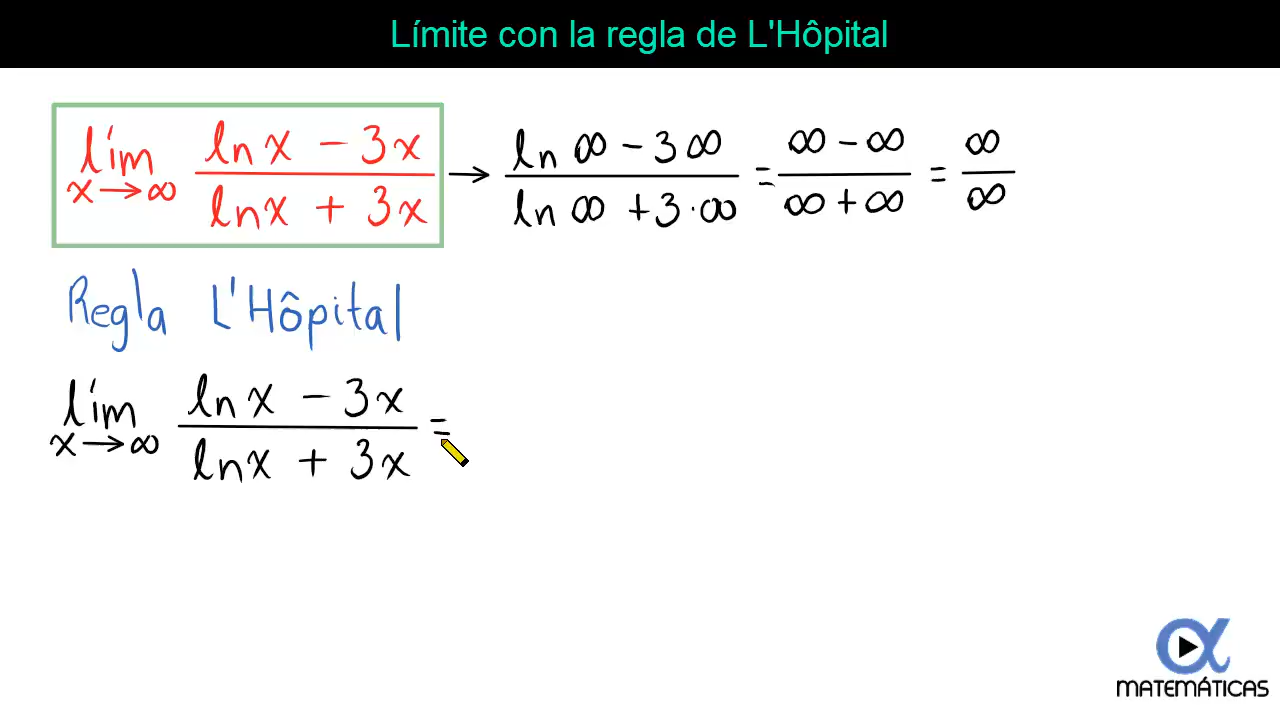 Límite con la regla de L'Hôpital
lím x→∞ (ln x − 3x)/(ln x + 3x) → (ln ∞ − 3∞)/(ln ∞ + 3·∞) = (∞ − ∞)/(∞ + ∞) = ∞/∞
Regla L'Hôpital
lím x→∞ (ln x − 3x)/(ln x + 3x) =
MATEMÁTICAS